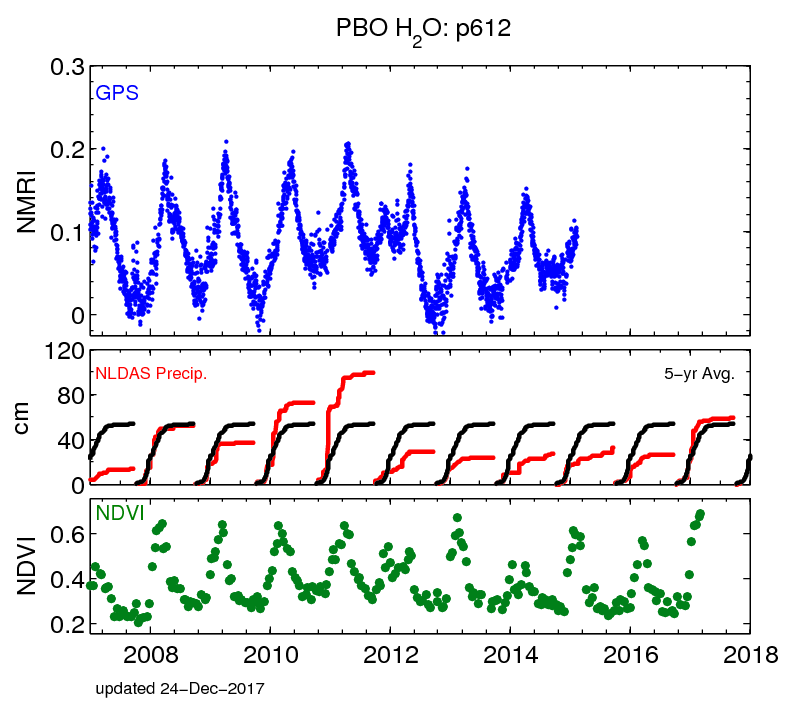 PBO H2O: p612
0.3
GPS
0.2
NMRI
0.1
0
120
NLDAS Precip.
5-yr Avg.
80
cm
40
0
NDVI
0.6
NDVI
0.4
0.2
2008 2010 2012 2014 2016 2018
updated 24-Dec-2017